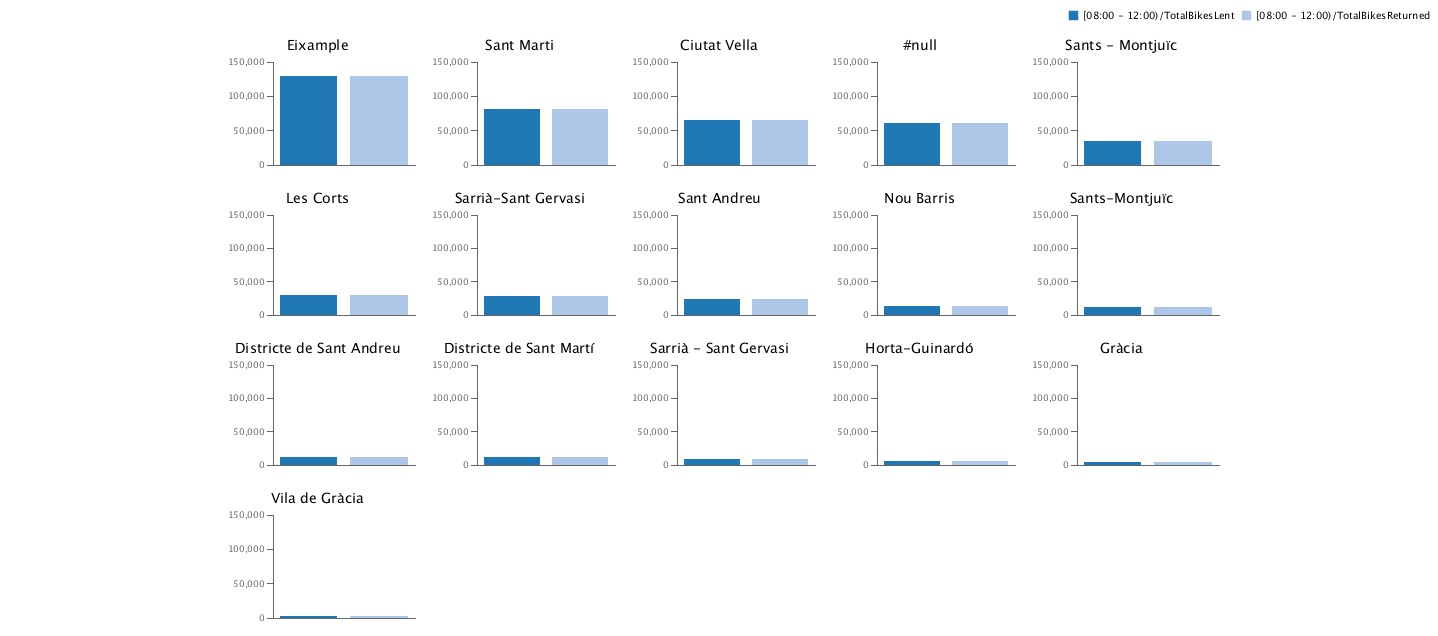 [08:00 - 12:00)/TotalBikesLent [08:00 - 12:00)/TotalBikesReturned
Eixample Sant Marti Ciutat Vella #null Sants - Montjuïc
150,000 150,000 150,000 150,000 150,000
100,000 100,000 100,000 100,000 100,000
50,000 50,000 50,000 50,000 50,000
0 0 0 0 0
Les Corts Sarrià-Sant Gervasi Sant Andreu Nou Barris Sants-Montjuïc
150,000 150,000 150,000 150,000 150,000
100,000 100,000 100,000 100,000 100,000
50,000 50,000 50,000 50,000 50,000
0 0 0 0 0
Districte de Sant Andreu Districte de Sant Martí Sarrià - Sant Gervasi Horta-Guinardó Gràcia
150,000 150,000 150,000 150,000 150,000
100,000 100,000 100,000 100,000 100,000
50,000 50,000 50,000 50,000 50,000
0 0 0 0 0
Vila de Gràcia
150,000
100,000
50,000
0